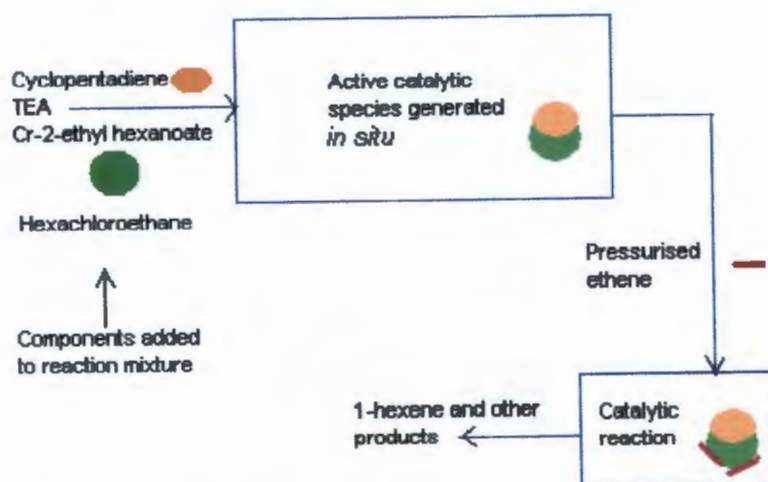 Cyclopentadiene
TEA
Cr-2-ethyl hexanoate
Hexachloroethane
Components added
to reaction mixture
Active catalytic
species generated
in situ
Pressurised
ethene
Catalytic
reaction
1-hexene and other
products